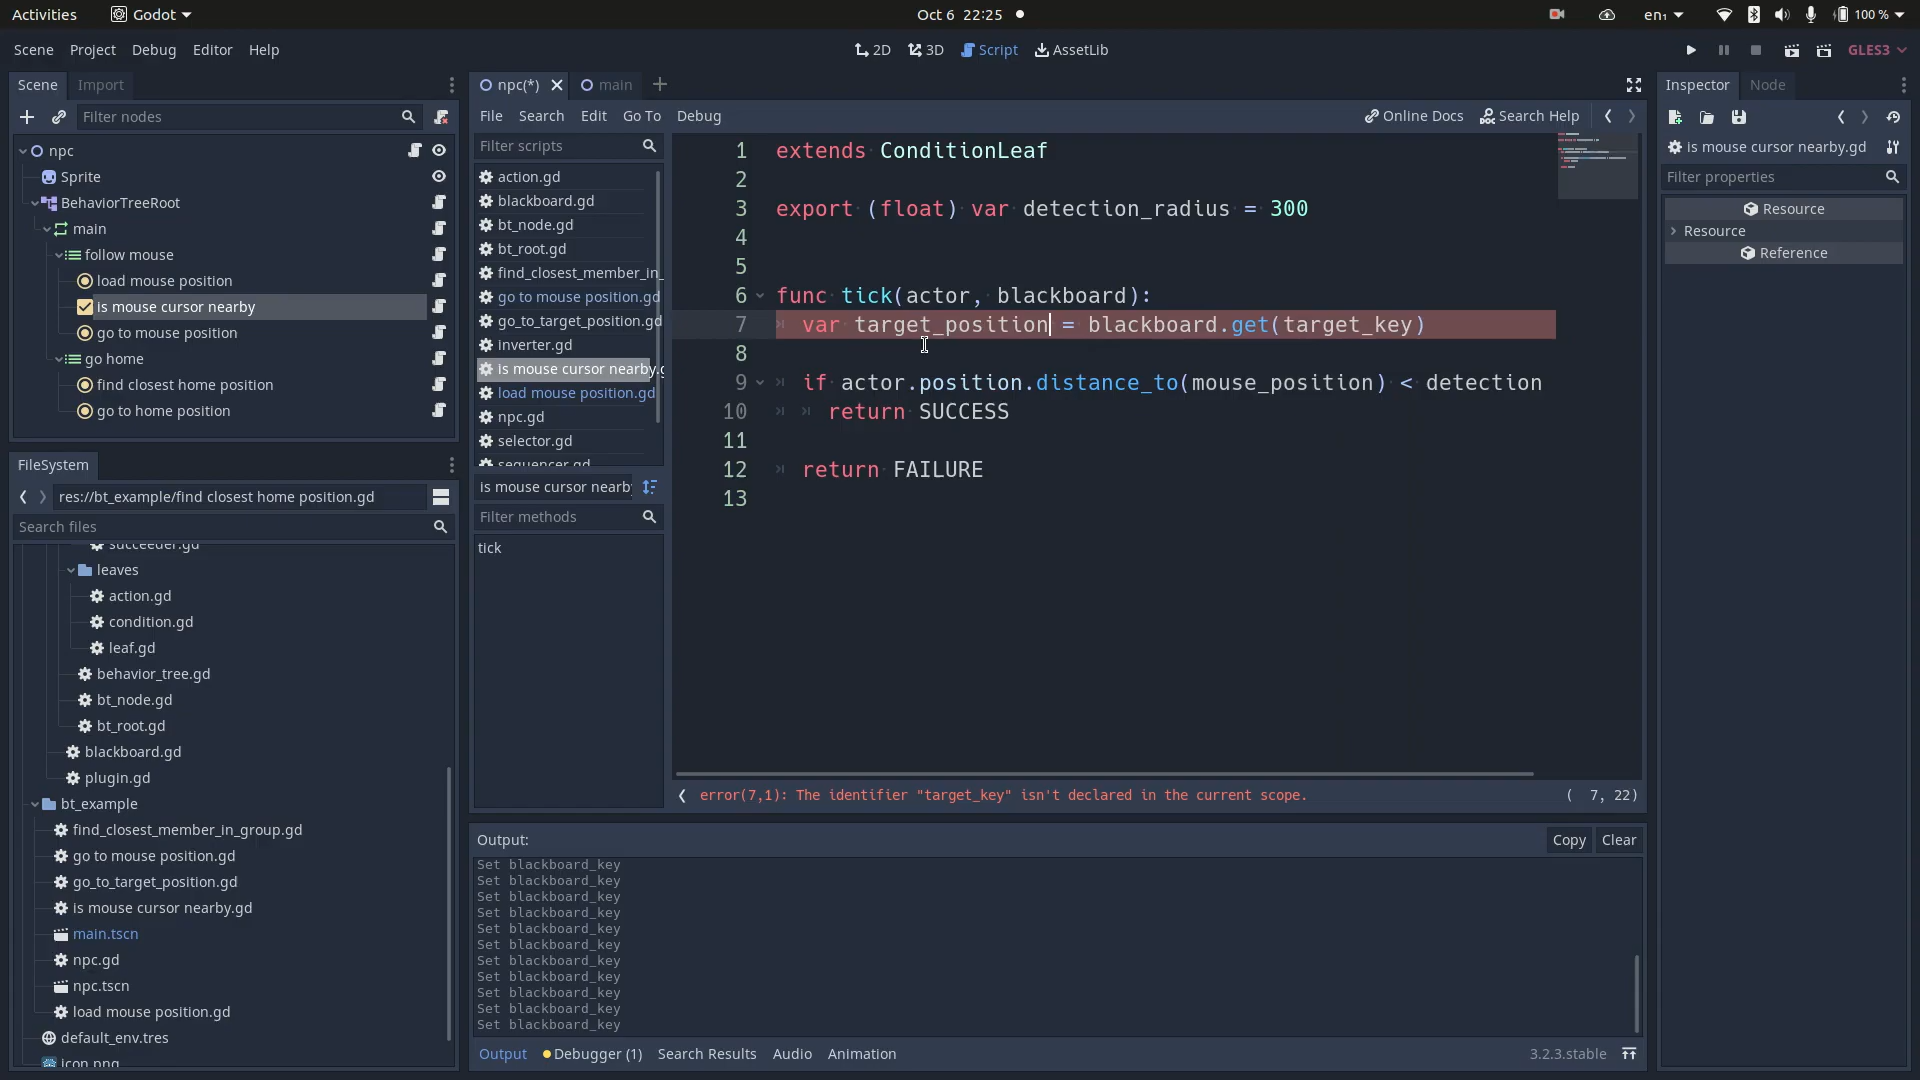 Activities Godot Oct 6 22:25 en₁ 100 %
Scene Project Debug Editor Help 2D 3D Script AssetLib GLES3
Scene Import
Filter nodes
npc
Sprite
BehaviorTreeRoot
main
follow mouse
load mouse position
is mouse cursor nearby
go to mouse position
go home
find closest home position
go to home position
FileSystem
res://bt_example/find closest home position.gd
Search files
succeeder.gd
leaves
action.gd
condition.gd
leaf.gd
behavior_tree.gd
bt_node.gd
bt_root.gd
blackboard.gd
plugin.gd
bt_example
find_closest_member_in_group.gd
go to mouse position.gd
go_to_target_position.gd
is mouse cursor nearby.gd
main.tscn
npc.gd
npc.tscn
load mouse position.gd
default_env.tres
icon.png
npc(*) main
File Search Edit Go To Debug Online Docs Search Help
Filter scripts
action.gd
blackboard.gd
bt_node.gd
bt_root.gd
find_closest_member_in_
go to mouse position.gd
go_to_target_position.gd
inverter.gd
is mouse cursor nearby.g
load mouse position.gd
npc.gd
selector.gd
sequencer.gd
is mouse cursor nearby
Filter methods
tick
1 extends ConditionLeaf
2
3 export (float) var detection_radius = 300
4
5
6 func tick(actor, blackboard):
7 var target_position = blackboard.get(target_key)
8
9 if actor.position.distance_to(mouse_position) < detection
10 return SUCCESS
11
12 return FAILURE
13
error(7,1): The identifier "target_key" isn't declared in the current scope. ( 7, 22)
Output: Copy Clear
Set blackboard_key
Set blackboard_key
Set blackboard_key
Set blackboard_key
Set blackboard_key
Set blackboard_key
Set blackboard_key
Set blackboard_key
Set blackboard_key
Set blackboard_key
Set blackboard_key
Output Debugger (1) Search Results Audio Animation 3.2.3.stable
Inspector Node
is mouse cursor nearby.gd
Filter properties
Resource
Resource
Reference